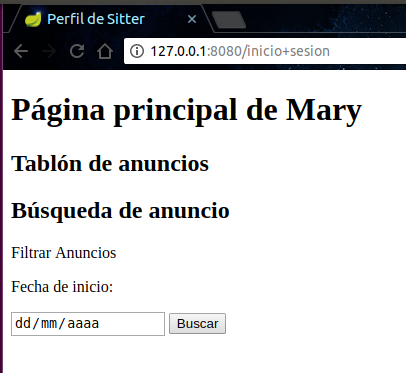 Perfil de Sitter
127.0.0.1:8080/inicio+sesion
Página principal de Mary
Tablón de anuncios
Búsqueda de anuncio
Filtrar Anuncios
Fecha de inicio:
dd/mm/aaaa Buscar